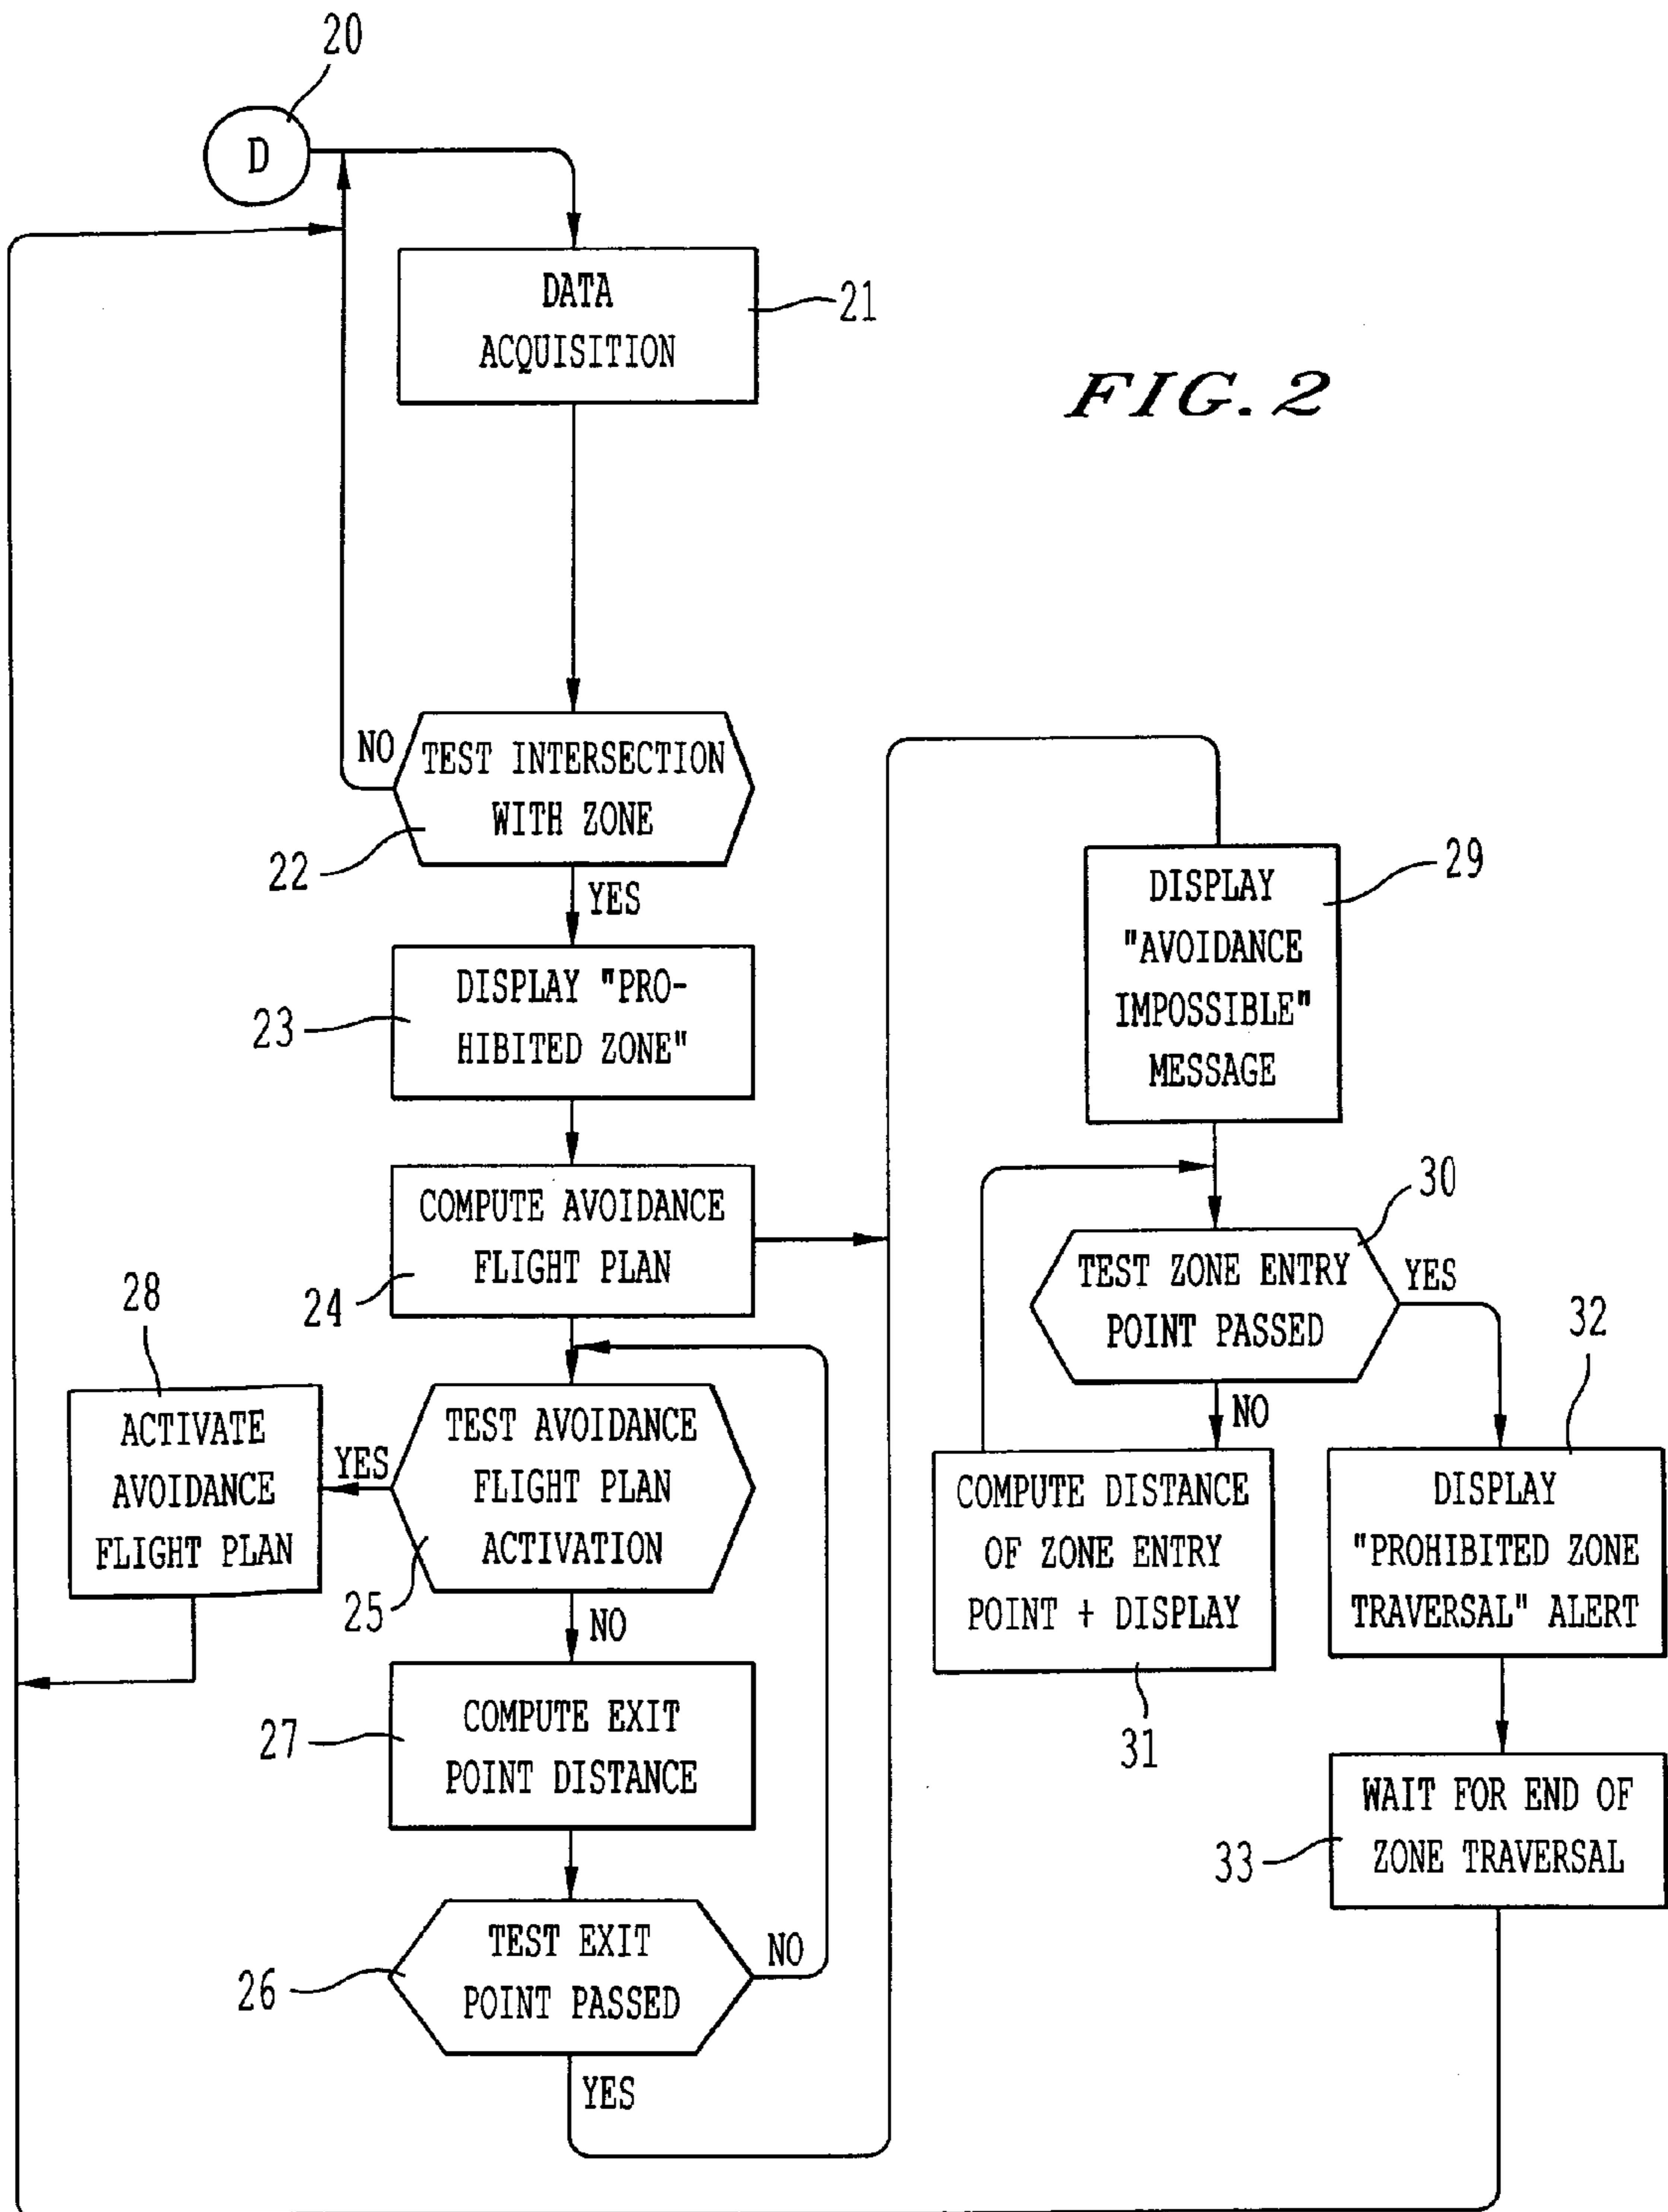 20
D
DATA
ACQUISITION
21
FIG. 2
NO
TEST INTERSECTION
WITH ZONE
22
YES
DISPLAY "PRO-
HIBITED ZONE"
23
COMPUTE AVOIDANCE
FLIGHT PLAN
24
28
ACTIVATE
AVOIDANCE
FLIGHT PLAN
YES
TEST AVOIDANCE
FLIGHT PLAN
ACTIVATION
25
NO
COMPUTE EXIT
POINT DISTANCE
27
TEST EXIT
POINT PASSED
26
NO
YES
DISPLAY
"AVOIDANCE
IMPOSSIBLE"
MESSAGE
29
30
TEST ZONE ENTRY
POINT PASSED
YES
NO
COMPUTE DISTANCE
OF ZONE ENTRY
POINT + DISPLAY
31
32
DISPLAY
"PROHIBITED ZONE
TRAVERSAL" ALERT
WAIT FOR END OF
ZONE TRAVERSAL
33